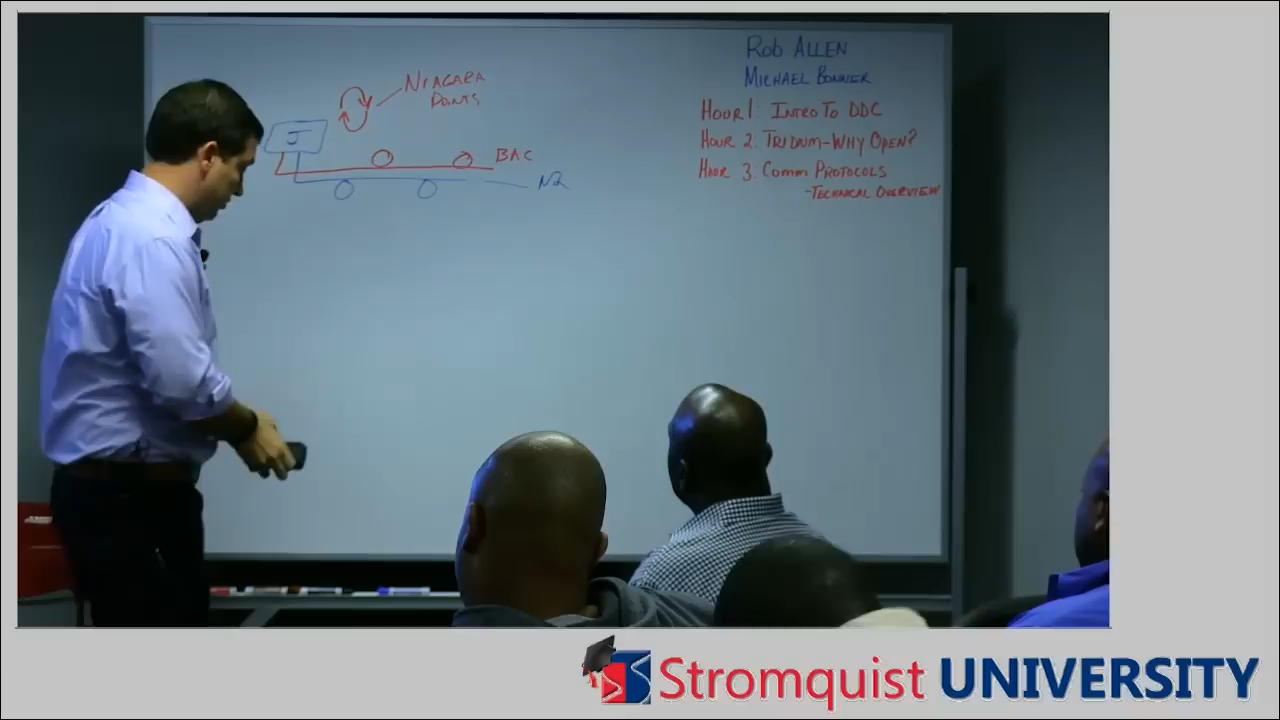 Rob ALLEN
MICHAEL BONNER
NIAGARA
POINTS
J
BAC
N2
HOUR 1: INTRO TO DDC
HOUR 2. TRIDIUM-WHY OPEN?
HOUR 3. COMM PROTOCOLS
-TECHNICAL OVERVIEW
Stromquist UNIVERSITY